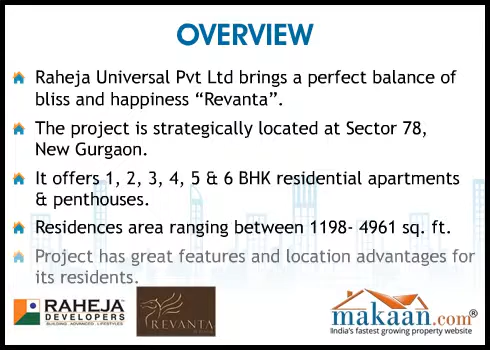 OVERVIEW
Raheja Universal Pvt Ltd brings a perfect balance of
bliss and happiness “Revanta”.
The project is strategically located at Sector 78,
New Gurgaon.
It offers 1, 2, 3, 4, 5 & 6 BHK residential apartments
& penthouses.
Residences area ranging between 1198- 4961 sq. ft.
Project has great features and location advantages for
its residents.
RAHEJA
DEVELOPERS
BUILDING. ADVANCED. LIFESTYLES.
REVANTA
makaan.com®
India's fastest growing property website